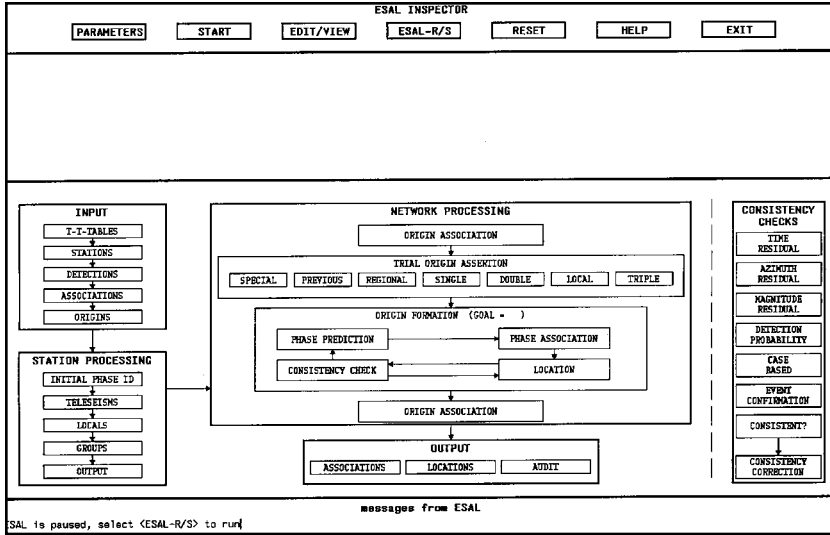 ESAL INSPECTOR
PARAMETERS START EDIT/VIEW ESAL-R/S RESET HELP EXIT
INPUT
T-T-TABLES
STATIONS
DETECTIONS
ASSOCIATIONS
ORIGINS
STATION PROCESSING
INITIAL PHASE ID
TELESEISMS
LOCALS
GROUPS
OUTPUT
NETWORK PROCESSING
ORIGIN ASSOCIATION
TRIAL ORIGIN ASSERTION
SPECIAL PREVIOUS REGIONAL SINGLE DOUBLE LOCAL TRIPLE
ORIGIN FORMATION (GOAL = )
PHASE PREDICTION PHASE ASSOCIATION
CONSISTENCY CHECK LOCATION
ORIGIN ASSOCIATION
OUTPUT
ASSOCIATIONS LOCATIONS AUDIT
CONSISTENCY
CHECKS
TIME
RESIDUAL
AZIMUTH
RESIDUAL
MAGNITUDE
RESIDUAL
DETECTION
PROBABILITY
CASE
BASED
EVENT
CONFIRMATION
CONSISTENT?
CONSISTENCY
CORRECTION
messages from ESAL
ESAL is paused, select <ESAL-R/S> to run